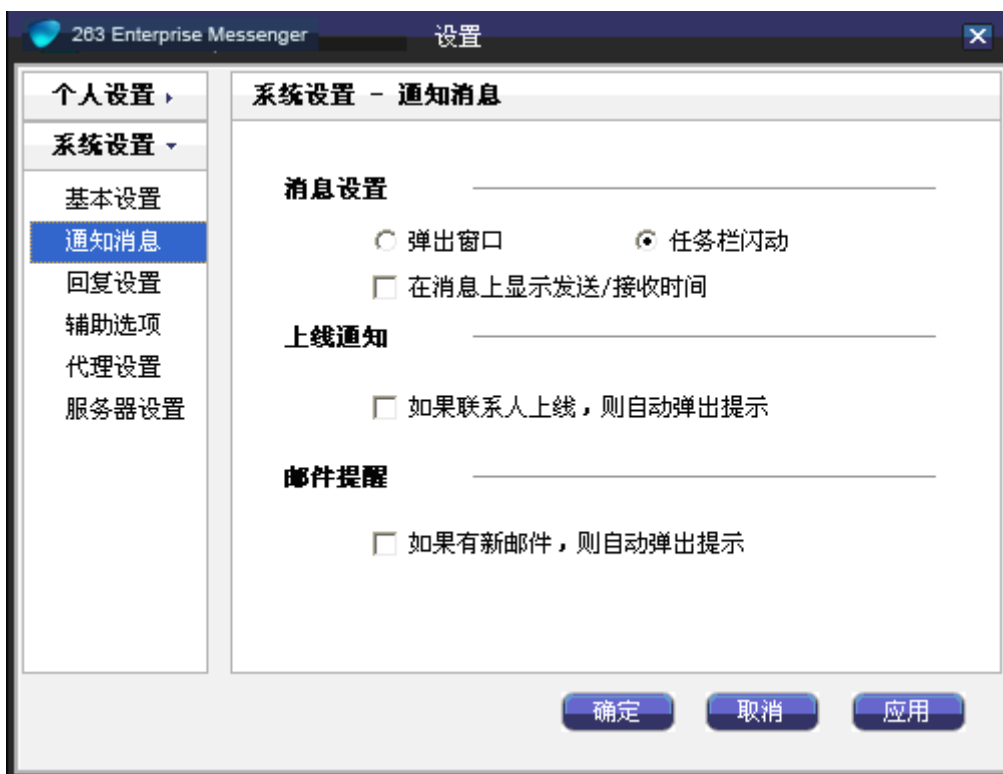 263 Enterprise Messenger 设置
个人设置
系统设置
基本设置
通知消息
回复设置
辅助选项
代理设置
服务器设置
系统设置 - 通知消息
消息设置
弹出窗口 任务栏闪动
在消息上显示发送/接收时间
上线通知
如果联系人上线，则自动弹出提示
邮件提醒
如果有新邮件，则自动弹出提示
确定 取消 应用